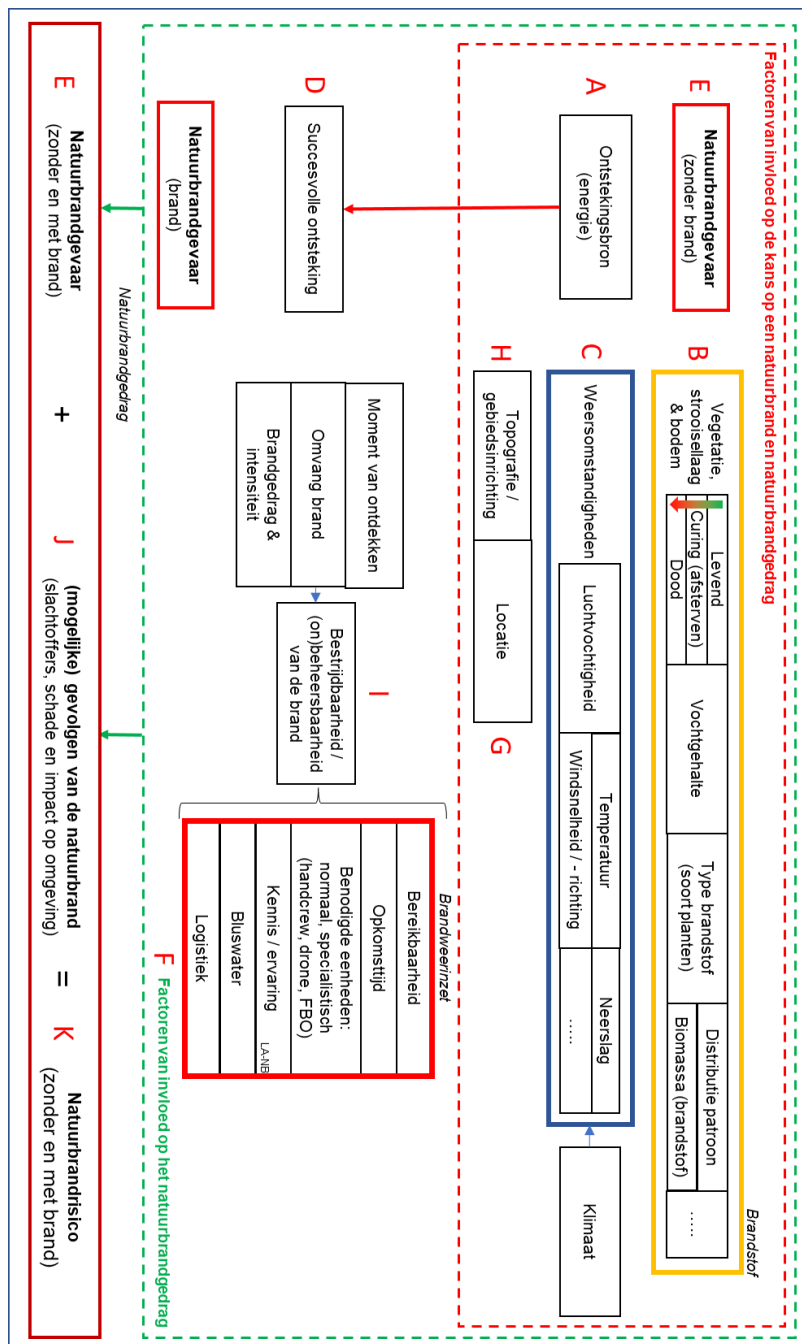 Factoren van invloed op de kans op een natuurbrand en natuurbrandgedrag
E
Natuurbrandgevaar
(zonder brand)
B
Vegetatie,
strooisellaag
& bodem
Levend
Curing (afsterven)
Dood
Vochtgehalte
Type brandstof
(soort planten)
Distributie patroon
Biomassa (brandstof)
.....
Brandstof
A
Ontstekingsbron
(energie)
C
Weersomstandigheden
Luchtvochtigheid
Temperatuur
Windsnelheid / - richting
Neerslag
......
Klimaat
H
Topografie /
gebiedsinrichting
Locatie
G
D
Succesvolle ontsteking
Natuurbrandgevaar
(brand)
Moment van ontdekken
Omvang brand
Brandgedrag &
intensiteit
I
Bestrijdbaarheid /
(on)beheersbaarheid
van de brand
Brandweerinzet
Bereikbaarheid
Opkomsttijd
Benodigde eenheden:
normaal, specialistisch
(handcrew, drone, FBO)
Kennis / ervaring
LA-NB
Bluswater
Logistiek
F
Factoren van invloed op het natuurbrandgedrag
Natuurbrandgedrag
E
Natuurbrandgevaar
(zonder en met brand)
+
J
(mogelijke) gevolgen van de natuurbrand
(slachtoffers, schade en impact op omgeving)
=
K
Natuurbrandrisico
(zonder en met brand)